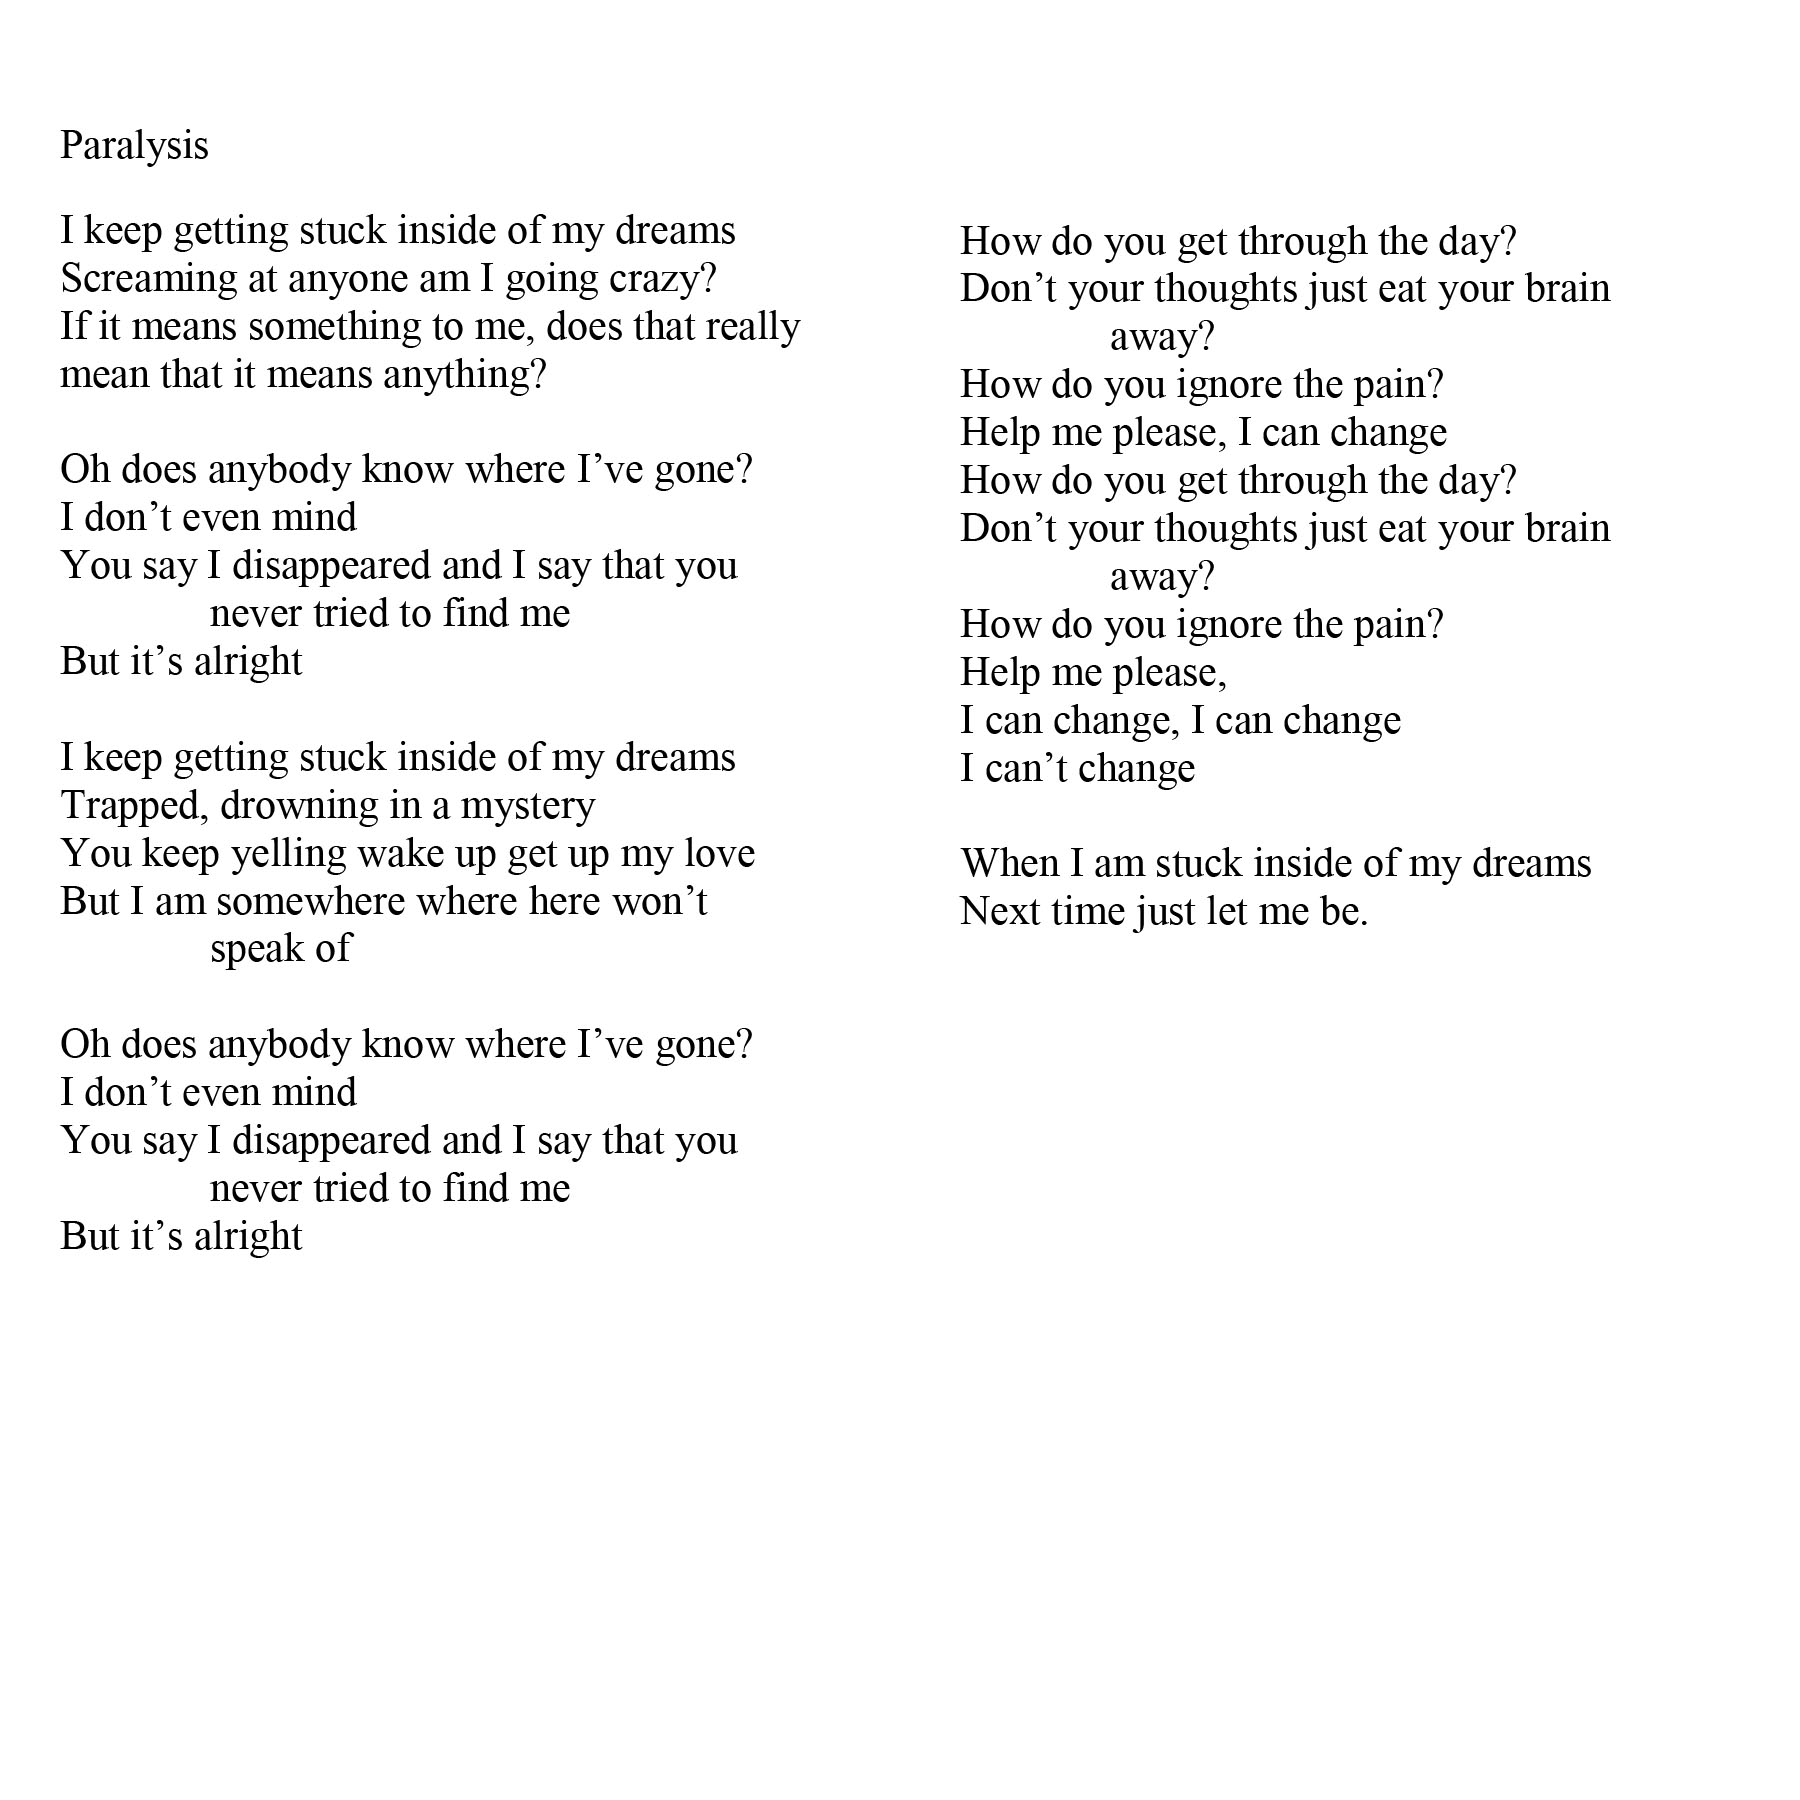 Paralysis
I keep getting stuck inside of my dreams
Screaming at anyone am I going crazy?
If it means something to me, does that really
mean that it means anything?
Oh does anybody know where I’ve gone?
I don’t even mind
You say I disappeared and I say that you
never tried to find me
But it’s alright
I keep getting stuck inside of my dreams
Trapped, drowning in a mystery
You keep yelling wake up get up my love
But I am somewhere where here won’t
speak of
Oh does anybody know where I’ve gone?
I don’t even mind
You say I disappeared and I say that you
never tried to find me
But it’s alright
How do you get through the day?
Don’t your thoughts just eat your brain
away?
How do you ignore the pain?
Help me please, I can change
How do you get through the day?
Don’t your thoughts just eat your brain
away?
How do you ignore the pain?
Help me please,
I can change, I can change
I can’t change
When I am stuck inside of my dreams
Next time just let me be.